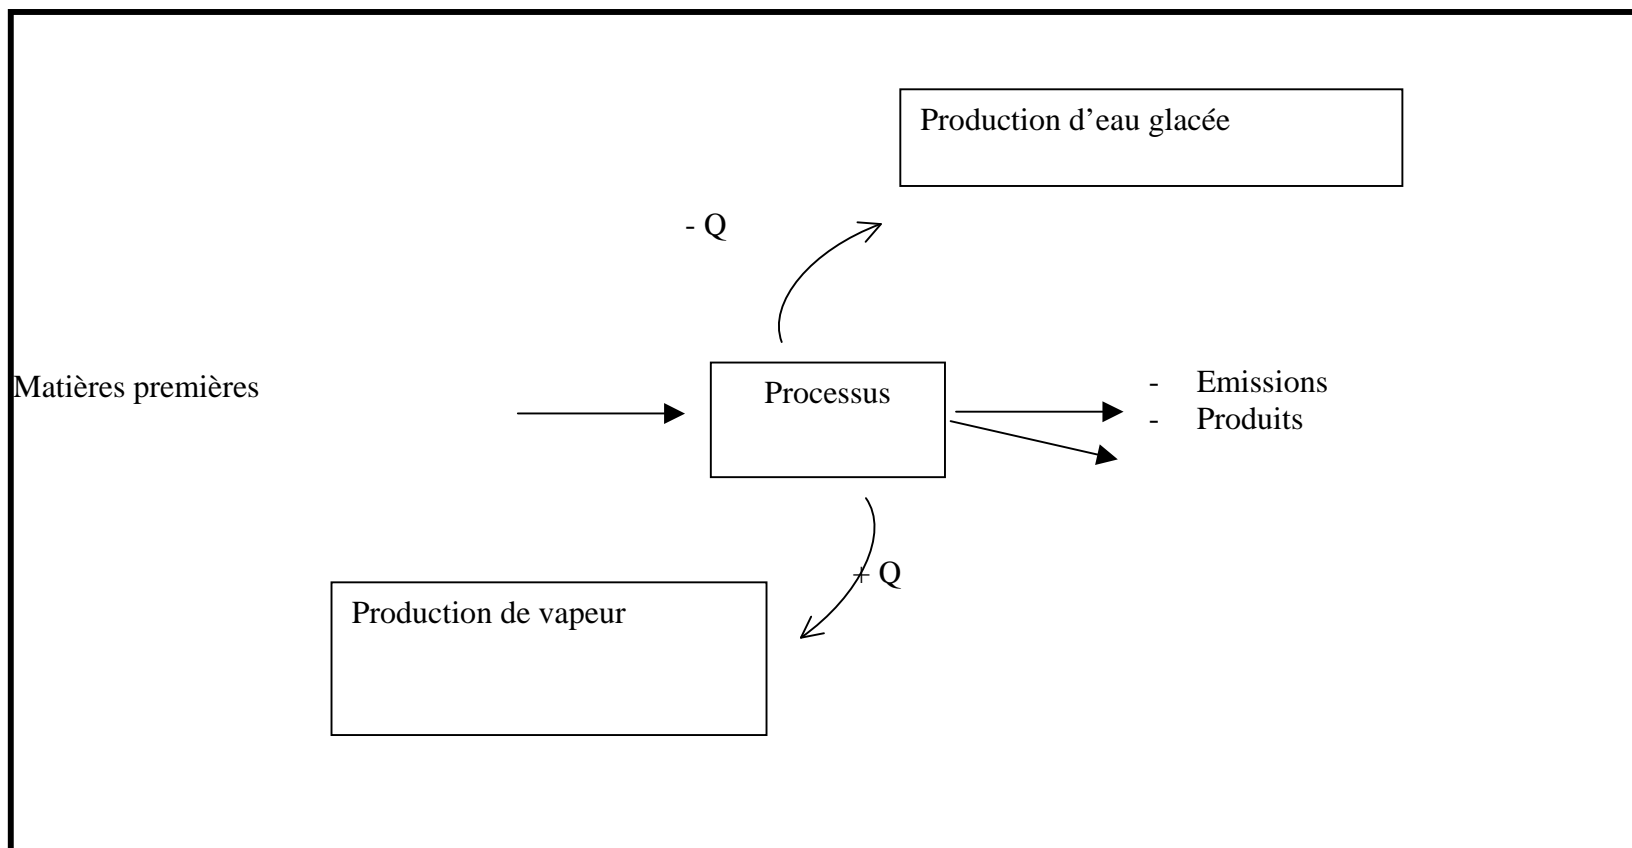 Production d’eau glacée
- Q
Matières premières
Processus
- Emissions
- Produits
+ Q
Production de vapeur